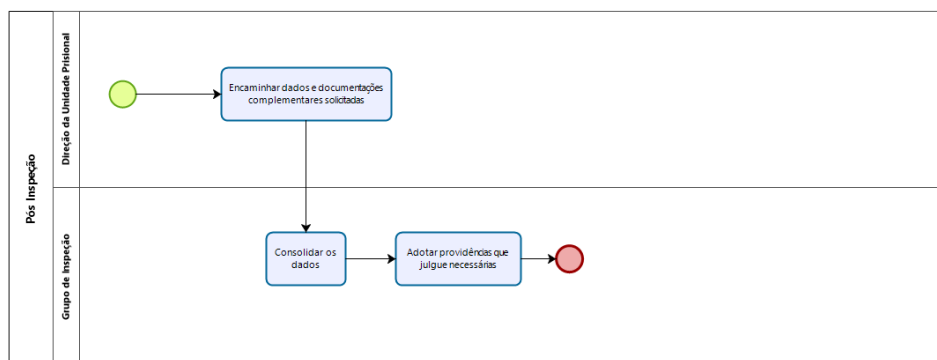 Pós Inspeção
Direção da Unidade Prisional
Encaminhar dados e documentações
complementares solicitadas
Grupo de Inspeção
Consolidar os
dados
Adotar providências que
julgue necessárias